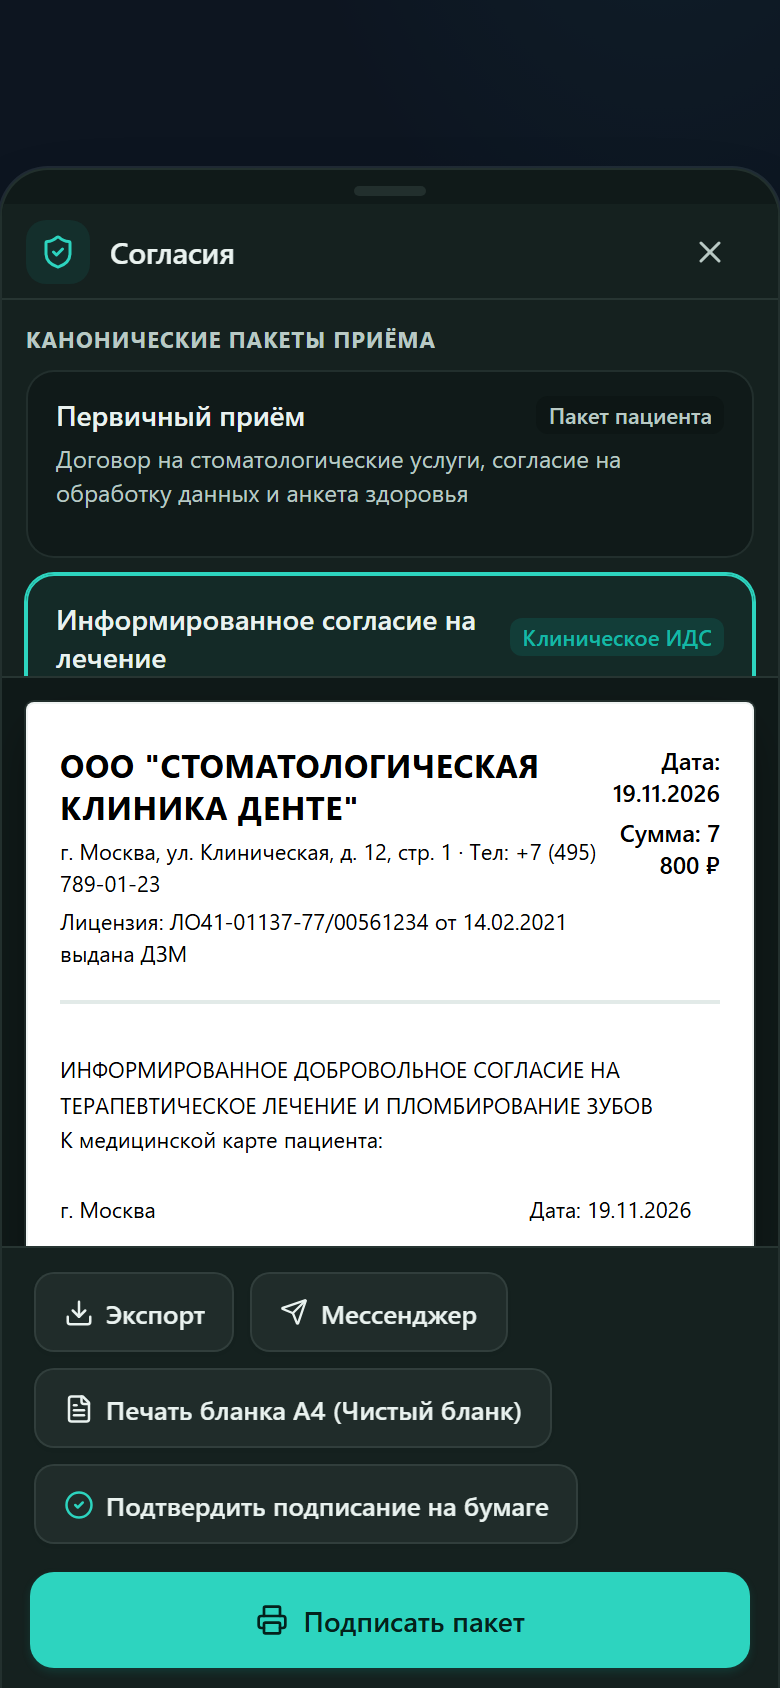 Согласия
КАНОНИЧЕСКИЕ ПАКЕТЫ ПРИЁМА
Первичный приём
Пакет пациента
Договор на стоматологические услуги, согласие на
обработку данных и анкета здоровья
Информированное согласие на
лечение
Клиническое ИДС
ООО "СТОМАТОЛОГИЧЕСКАЯ
КЛИНИКА ДЕНТЕ"
г. Москва, ул. Клиническая, д. 12, стр. 1 · Тел: +7 (495)
789-01-23
Лицензия: ЛО41-01137-77/00561234 от 14.02.2021
выдана ДЗМ
Дата:
19.11.2026
Сумма: 7
800 ₽
ИНФОРМИРОВАННОЕ ДОБРОВОЛЬНОЕ СОГЛАСИЕ НА
ТЕРАПЕВТИЧЕСКОЕ ЛЕЧЕНИЕ И ПЛОМБИРОВАНИЕ ЗУБОВ
К медицинской карте пациента:
г. Москва
Дата: 19.11.2026
Экспорт
Мессенджер
Печать бланка А4 (Чистый бланк)
Подтвердить подписание на бумаге
Подписать пакет